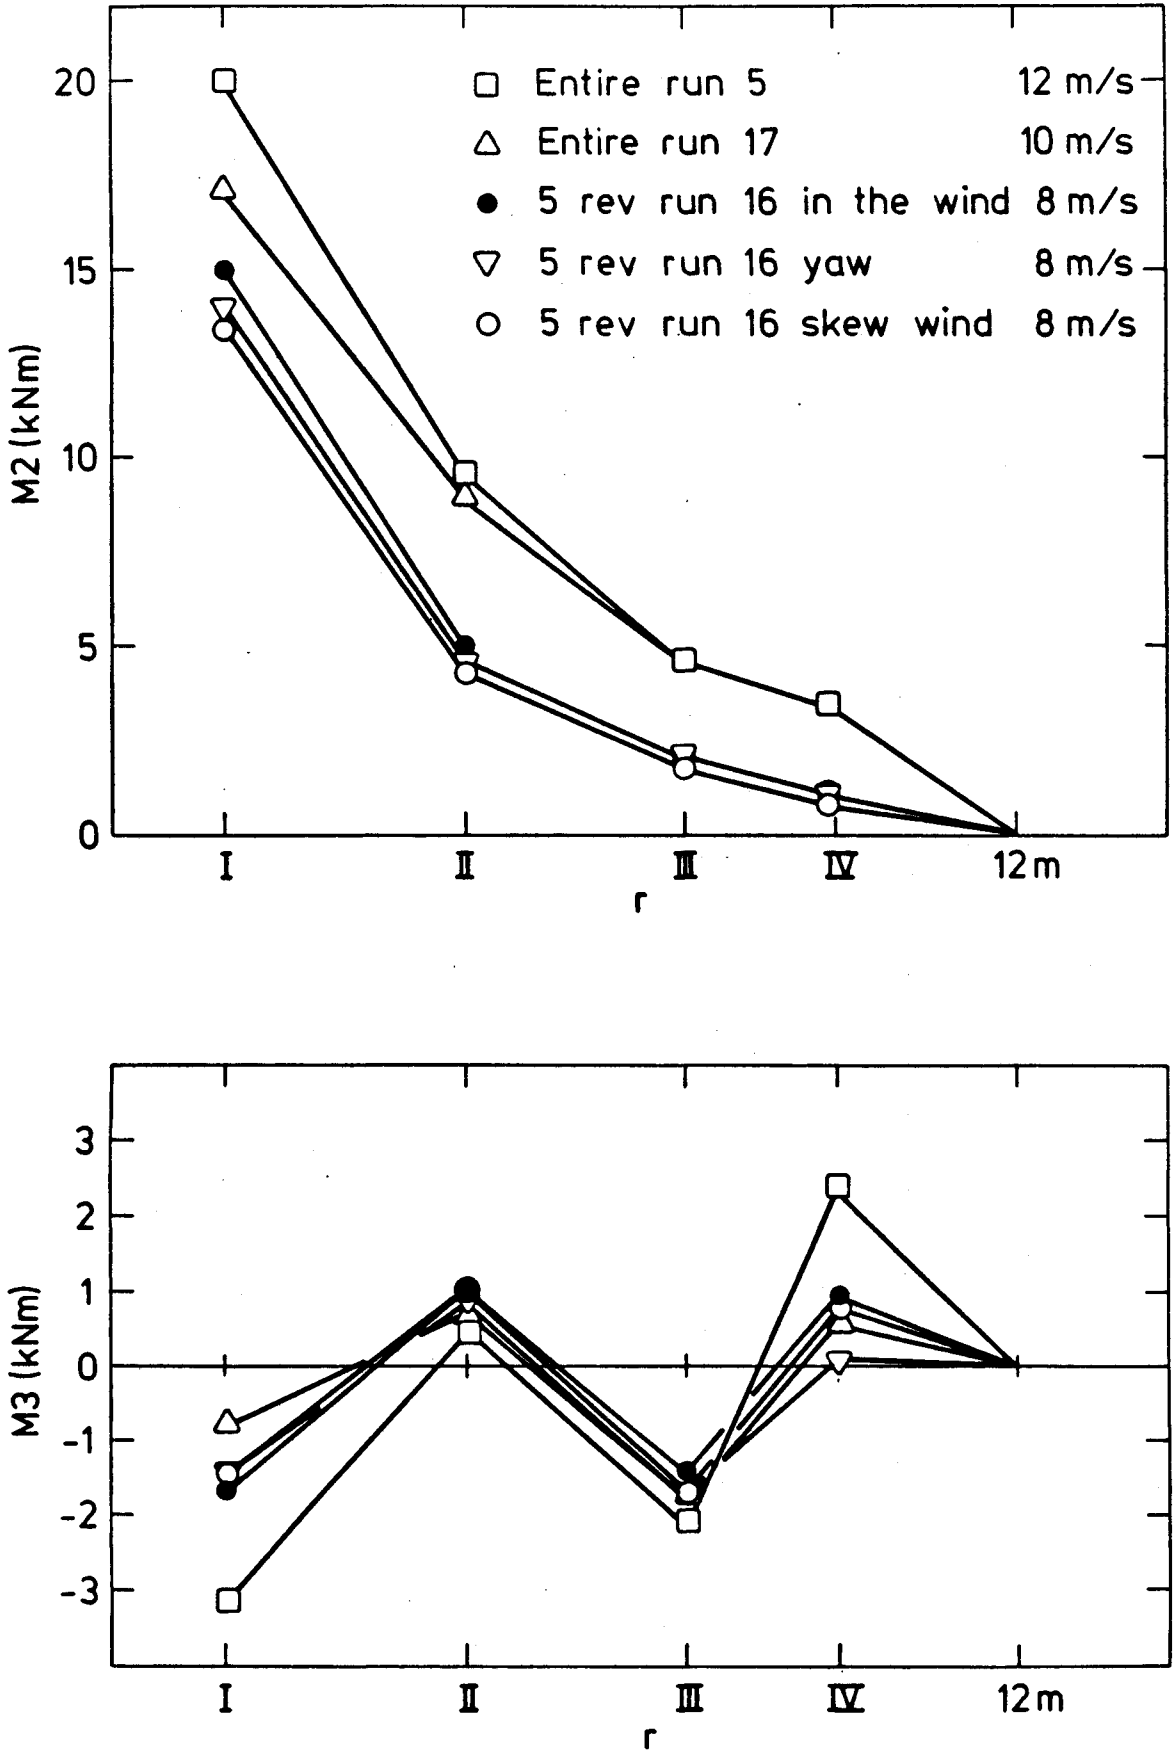 20
15
10
5
0
M2 (kNm)
□ Entire run 5 12 m/s
△ Entire run 17 10 m/s
● 5 rev run 16 in the wind 8 m/s
▽ 5 rev run 16 yaw 8 m/s
○ 5 rev run 16 skew wind 8 m/s
I II III IV 12 m
r
3
2
1
0
-1
-2
-3
M3 (kNm)
I II III IV 12 m
r